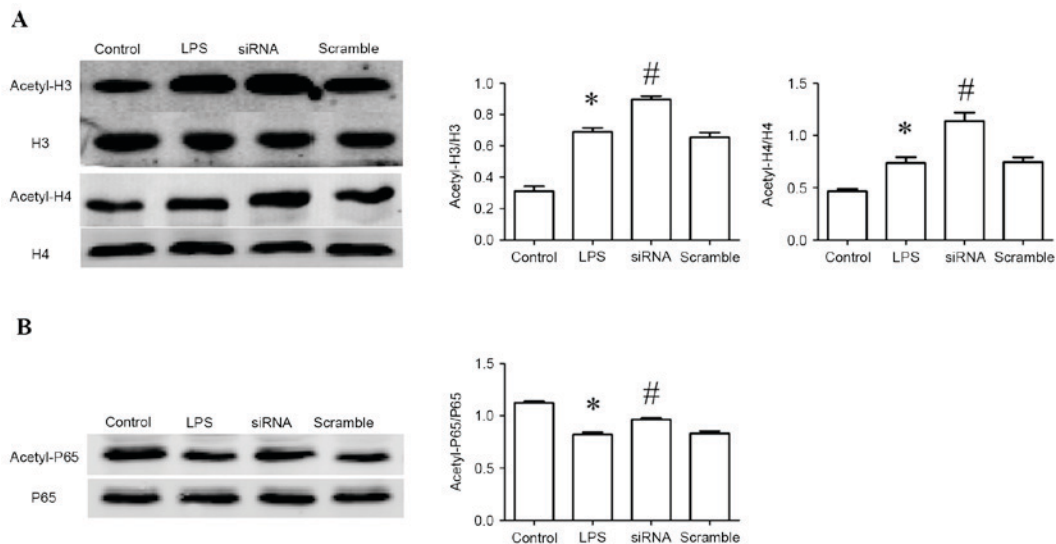 A
Control LPS siRNA Scramble
Acetyl-H3
H3
Acetyl-H4
H4
Acetyl-H3/H3
1.0
0.8
0.6
0.4
0.2
0.0
*
#
Control LPS siRNA Scramble
Acetyl-H4/H4
1.5
1.0
0.5
0.0
*
#
Control LPS siRNA Scramble
B
Control LPS siRNA Scramble
Acetyl-P65
P65
Acetyl-P65/P65
1.5
1.0
0.5
0.0
*
#
Control LPS siRNA Scramble